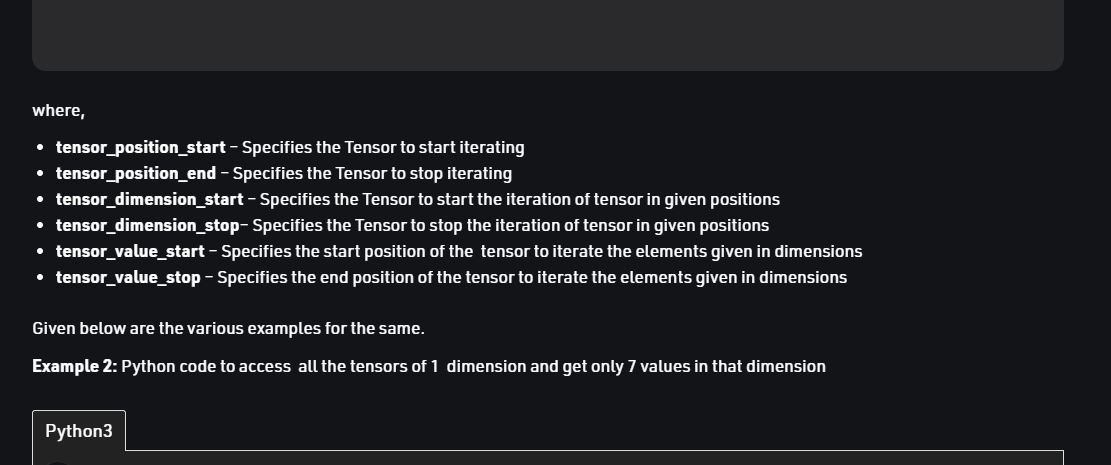 where,
• tensor_position_start – Specifies the Tensor to start iterating
• tensor_position_end – Specifies the Tensor to stop iterating
• tensor_dimension_start – Specifies the Tensor to start the iteration of tensor in given positions
• tensor_dimension_stop– Specifies the Tensor to stop the iteration of tensor in given positions
• tensor_value_start – Specifies the start position of the  tensor to iterate the elements given in dimensions
• tensor_value_stop – Specifies the end position of the tensor to iterate the elements given in dimensions
Given below are the various examples for the same.
Example 2: Python code to access  all the tensors of 1  dimension and get only 7 values in that dimension
Python3